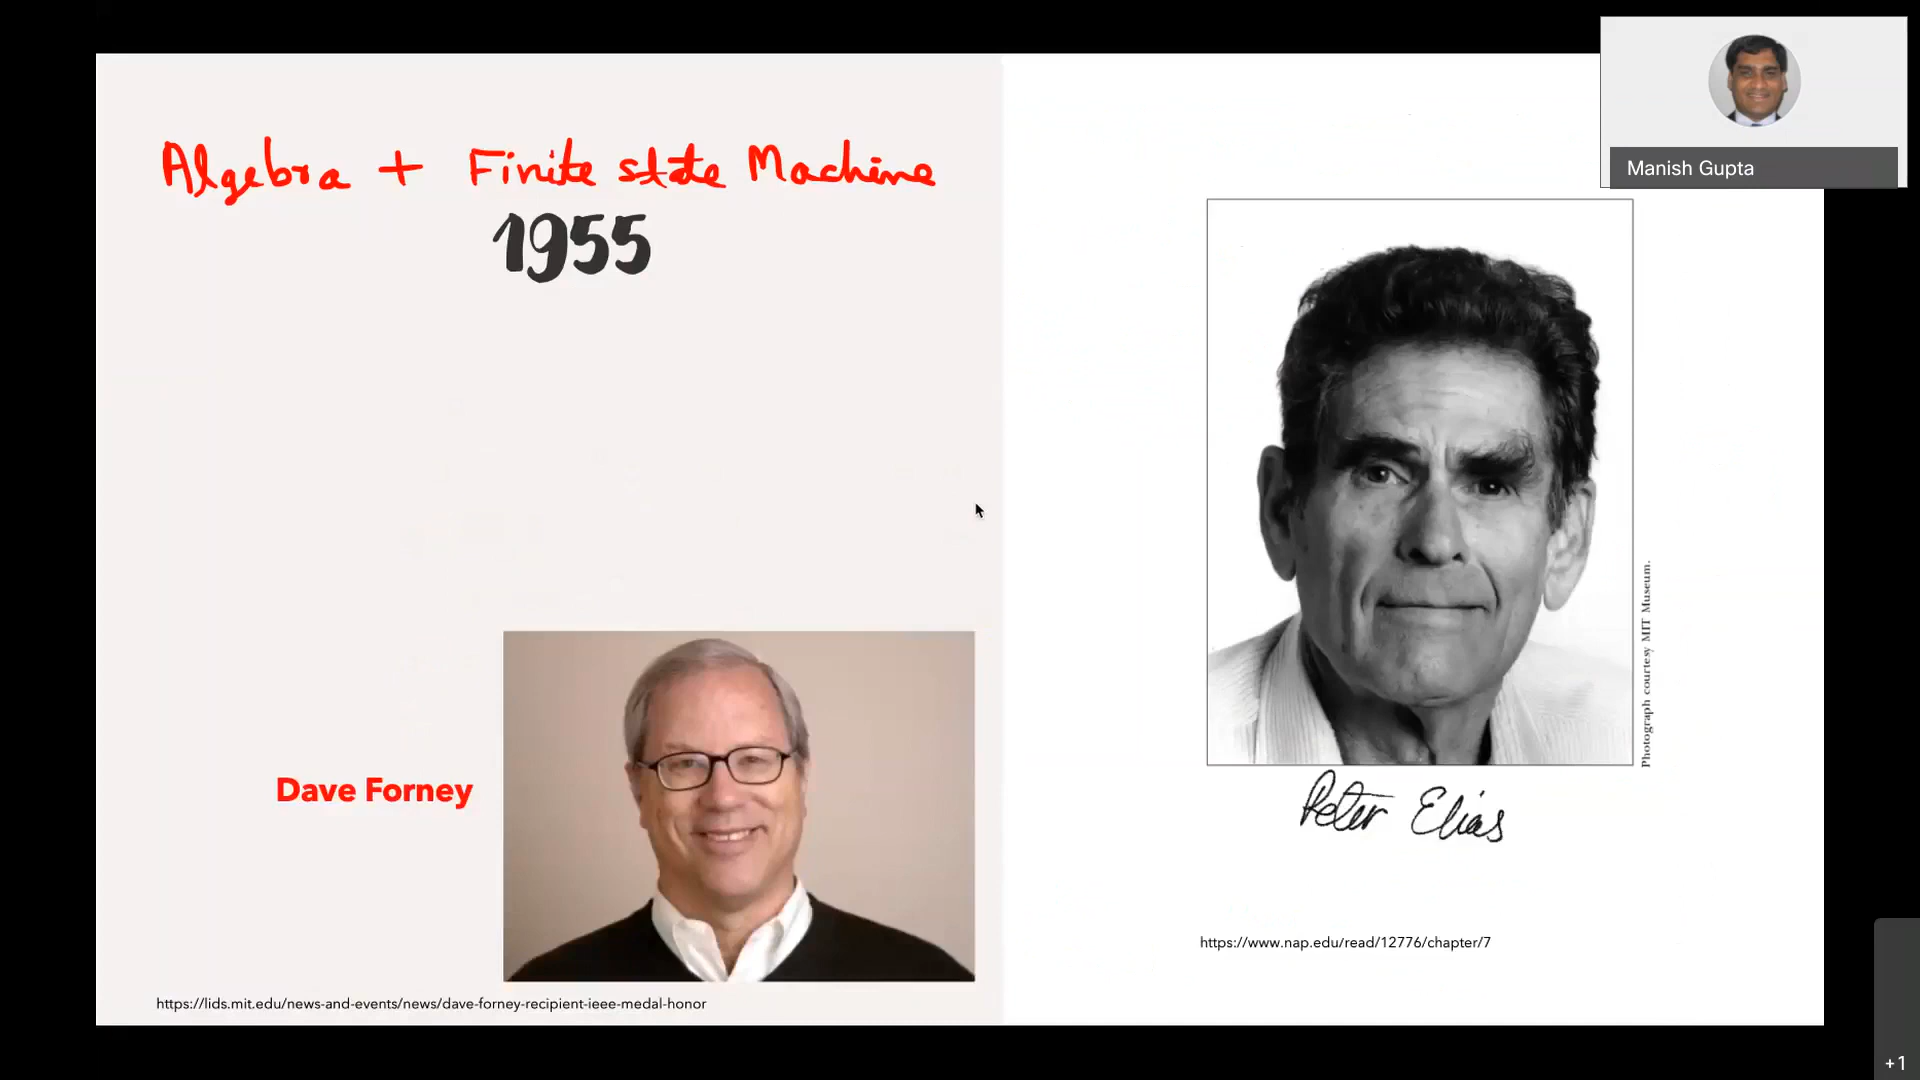 Algebra + Finite state Machine
1955
Dave Forney
https://lids.mit.edu/news-and-events/news/dave-forney-recipient-ieee-medal-honor
Manish Gupta
Photograph courtesy MIT Museum.
Peter Elias
https://www.nap.edu/read/12776/chapter/7
+1